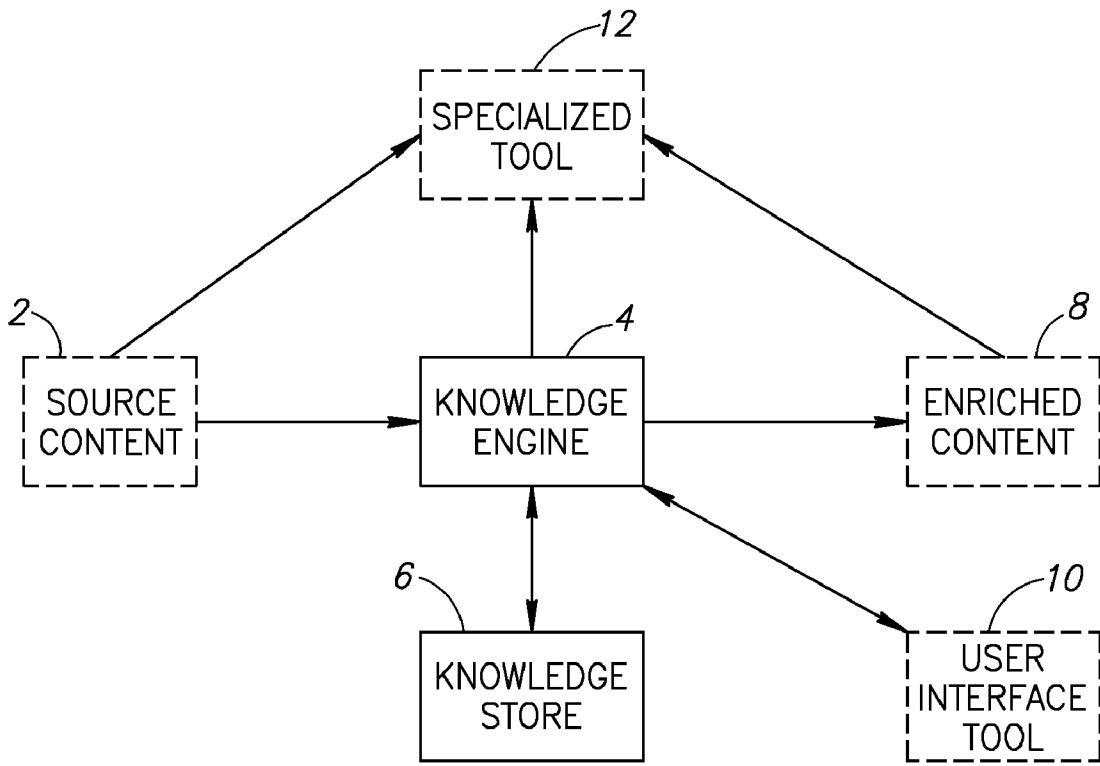 12
SPECIALIZED
TOOL
2
SOURCE
CONTENT
4
KNOWLEDGE
ENGINE
8
ENRICHED
CONTENT
6
KNOWLEDGE
STORE
10
USER
INTERFACE
TOOL